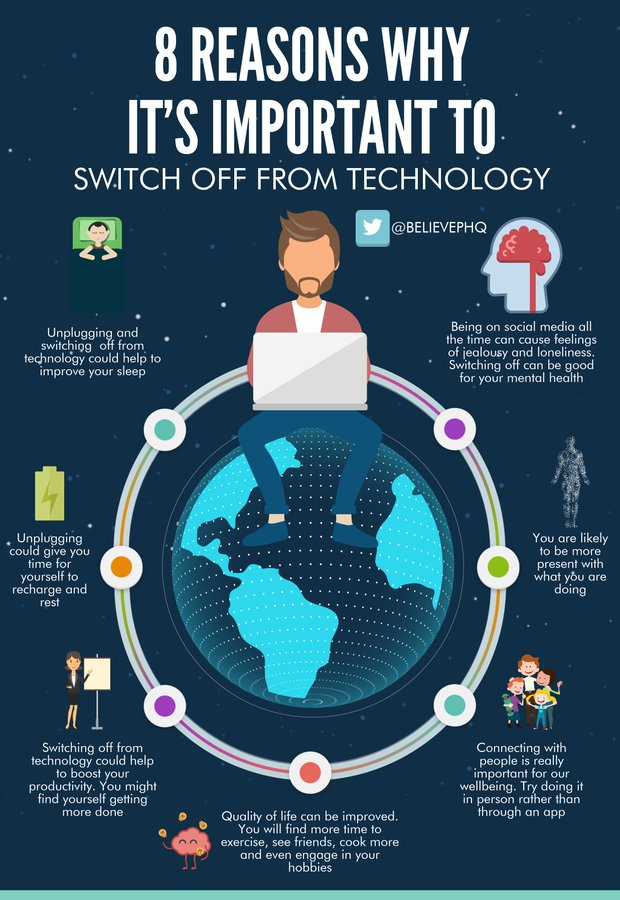 8 REASONS WHY
IT'S IMPORTANT TO
SWITCH OFF FROM TECHNOLOGY
@BELIEVEPHQ
Unplugging and
switching off from
technology could help to
improve your sleep
Being on social media all
the time can cause feelings
of jealousy and loneliness.
Switching off can be good
for your mental health
Unplugging
could give you
time for
yourself to
recharge and
rest
You are likely
to be more
present with
what you are
doing
Switching off from
technology could help
to boost your
productivity. You might
find yourself getting
more done
Connecting with
people is really
important for our
wellbeing. Try doing it
in person rather than
through an app
Quality of life can be improved.
You will find more time to
exercise, see friends, cook more
and even engage in your
hobbies